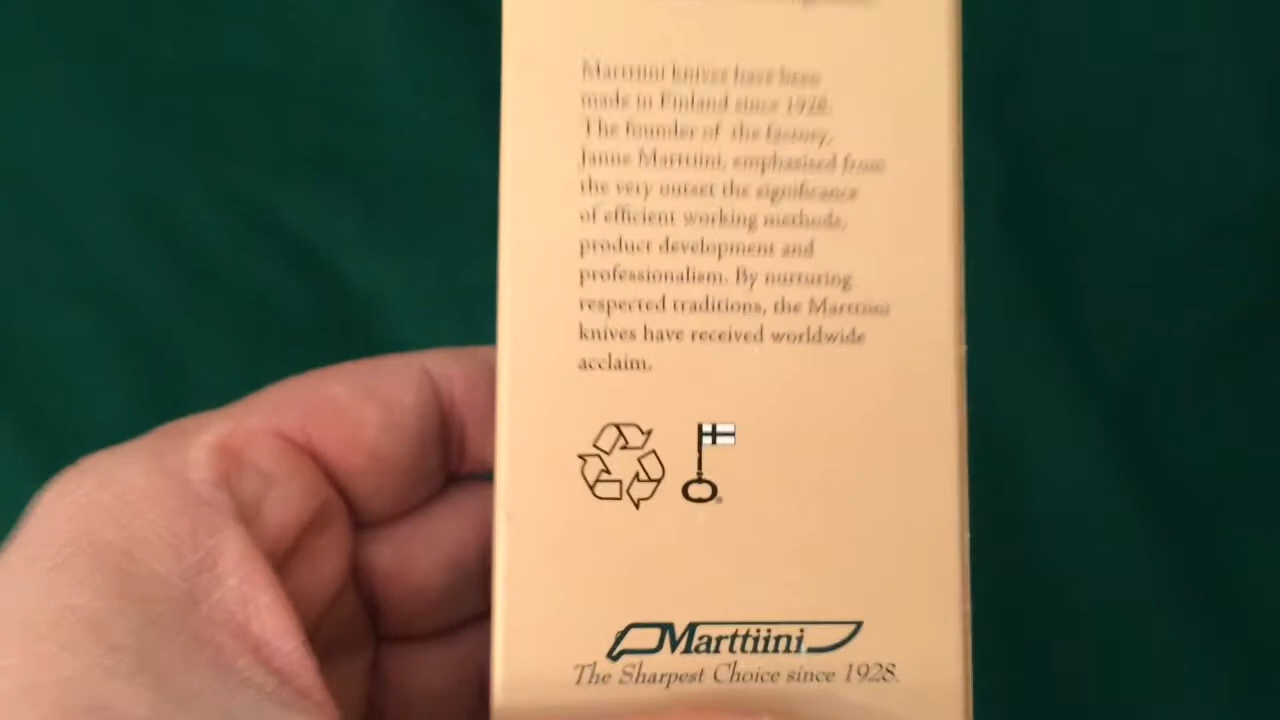 Marttiini knives have been
made in Finland since 1928.
The founder of the factory,
Janne Marttiini, emphasised from
the very outset the significance
of efficient working methods,
product development and
professionalism. By nurturing
respected traditions, the Marttiini
knives have received worldwide
acclaim.
Marttiini
The Sharpest Choice since 1928.